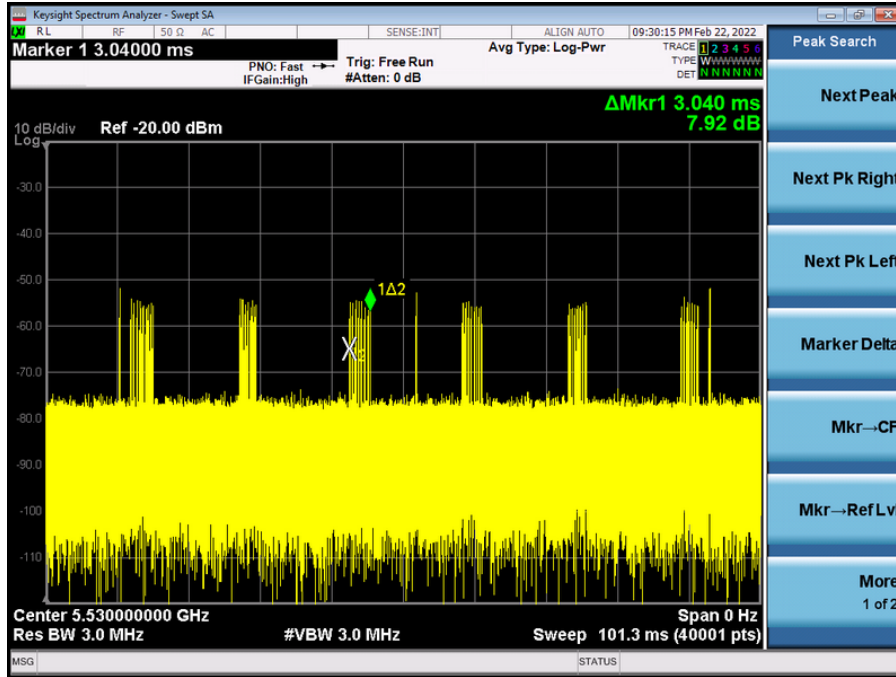 Keysight Spectrum Analyzer - Swept SA
RL RF 50 Ω AC SENSE:INT ALIGN AUTO 09:30:15 PM Feb 22, 2022
Marker 1 3.04000 ms
PNO: Fast
IFGain:High
Trig: Free Run
#Atten: 0 dB
Avg Type: Log-Pwr
TRACE 1 2 3 4 5 6
TYPE WWWWWW
DET N N N N N N
ΔMkr1 3.040 ms
7.92 dB
10 dB/div Ref -20.00 dBm
Log
-30.0
-40.0
-50.0
1Δ2
-60.0
X2
-70.0
-80.0
-90.0
-100
-110
Center 5.530000000 GHz Span 0 Hz
Res BW 3.0 MHz #VBW 3.0 MHz Sweep 101.3 ms (40001 pts)
MSG STATUS
Peak Search
Next Peak
Next Pk Right
Next Pk Left
Marker Delta
Mkr→CF
Mkr→Ref Lv
More
1 of 2